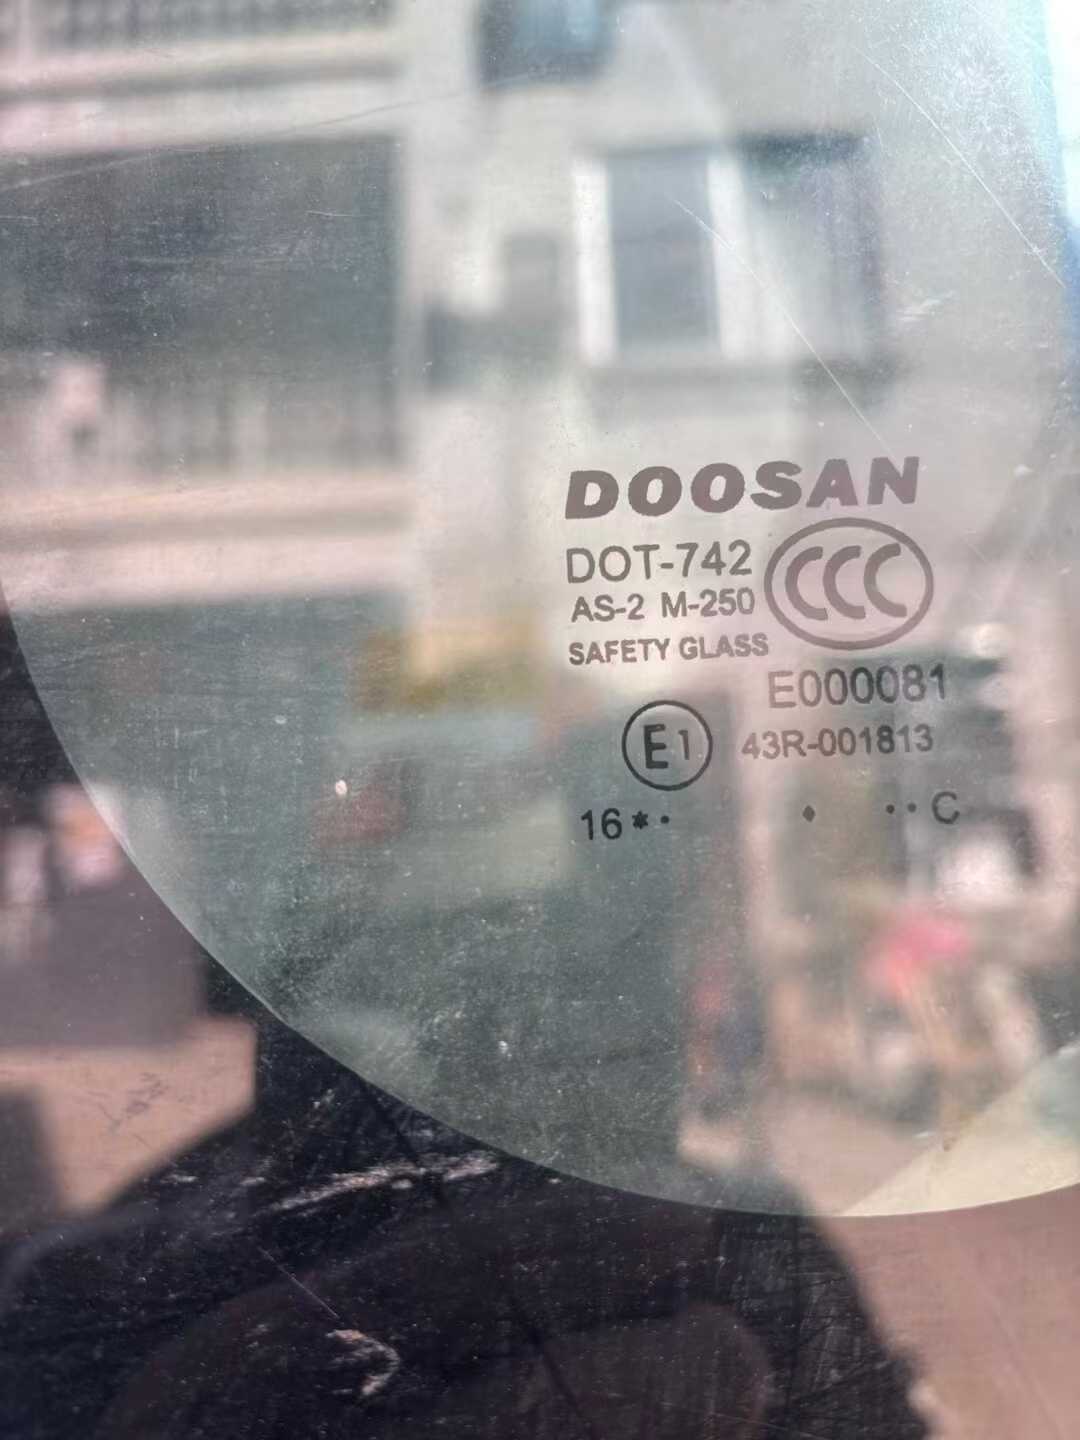 DOOSAN
DOT-742
AS-2 M-250
CCC
SAFETY GLASS
E000081
E1 43R-001813
16*• ♦ ••C